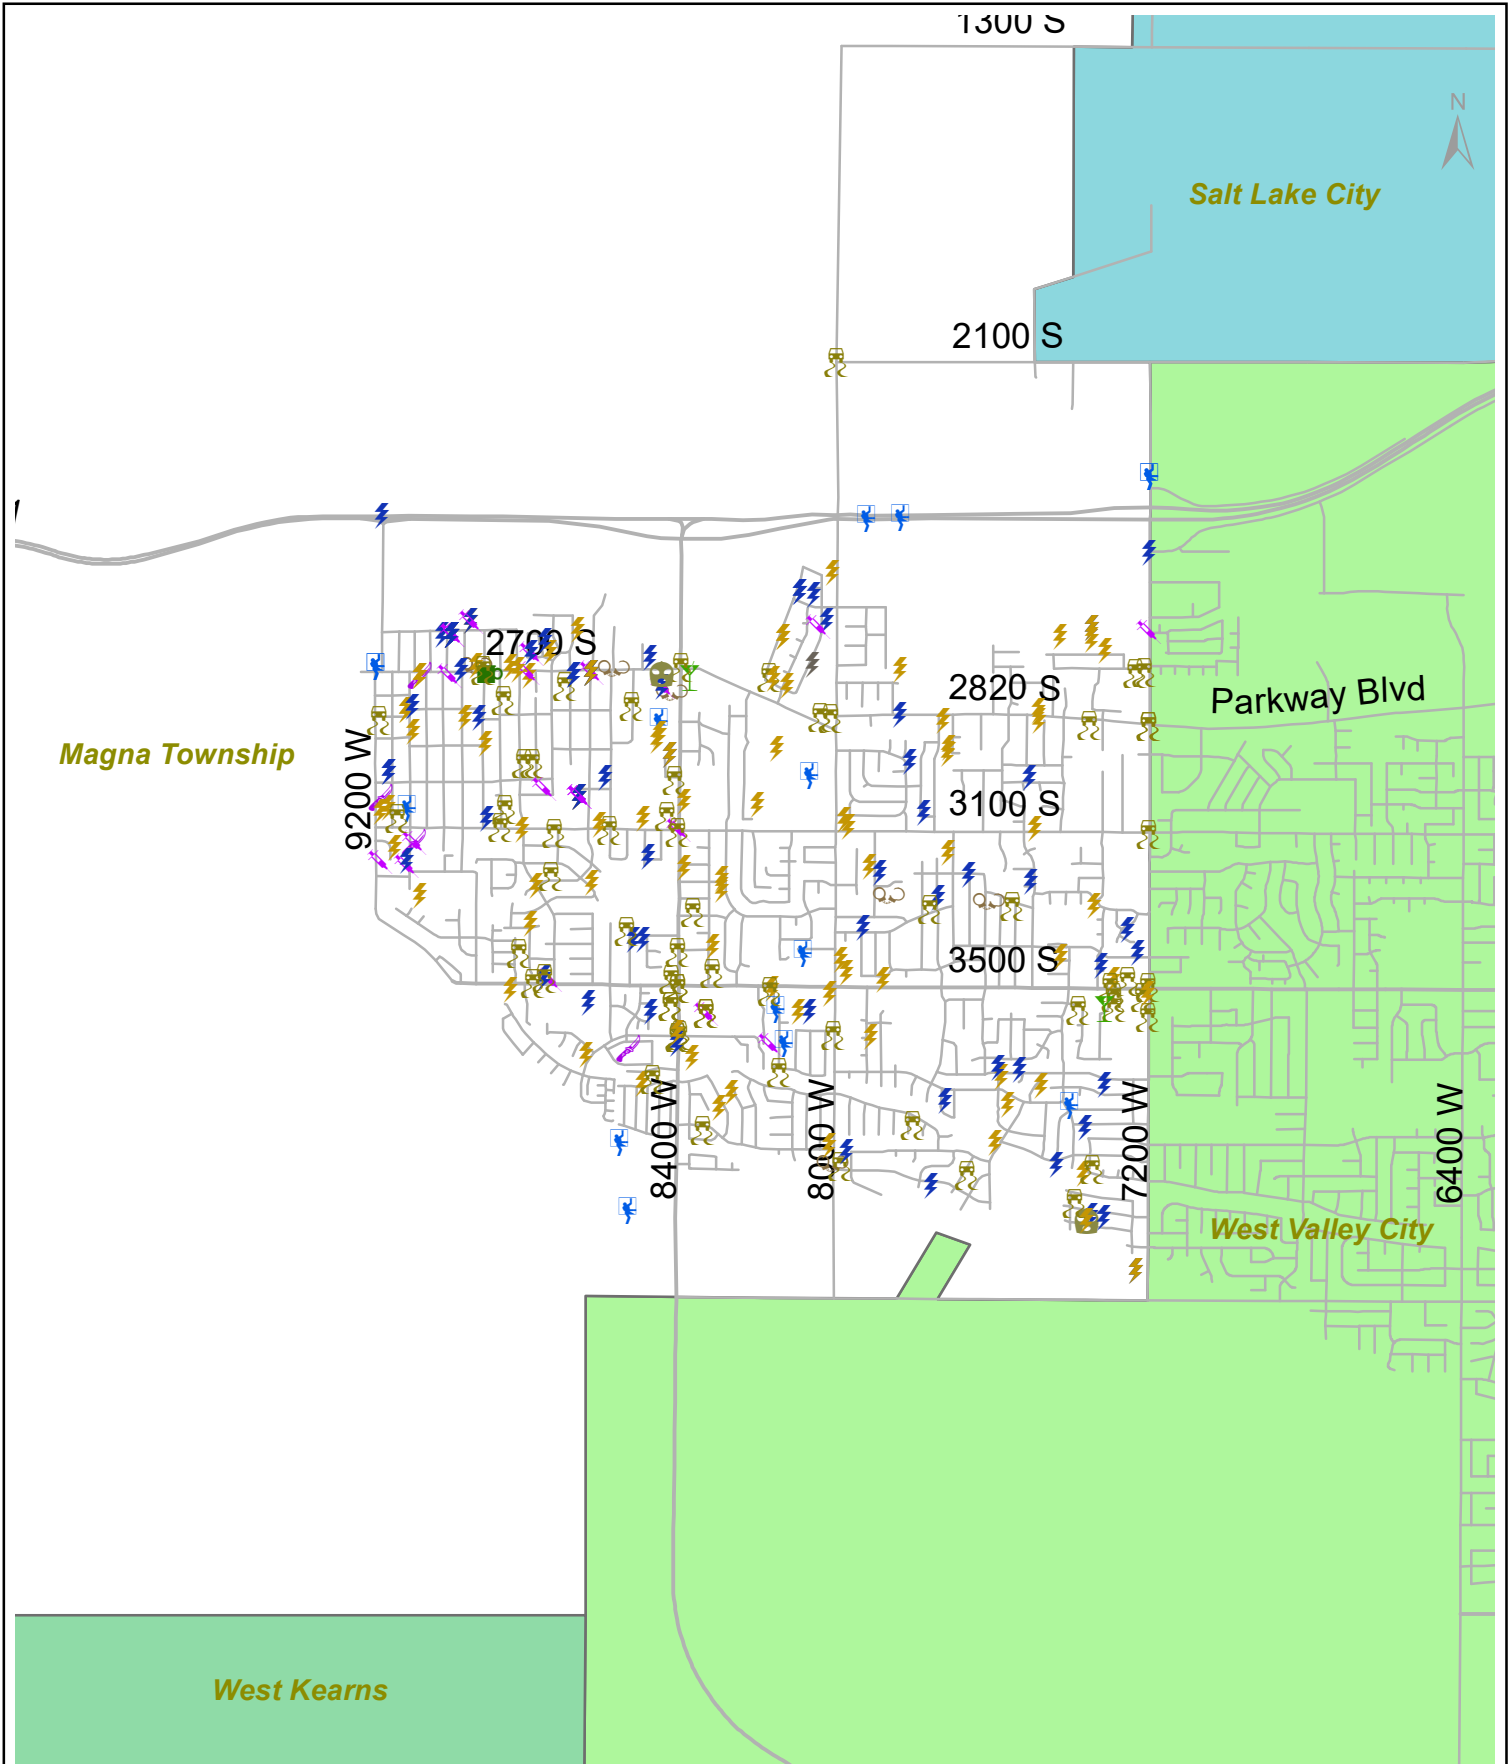 1300 S
N
Salt Lake City
2100 S
2700 S
2820 S
Parkway Blvd
Magna Township
9200 W
3100 S
3500 S
8400 W
8000 W
7200 W
6400 W
West Valley City
West Kearns